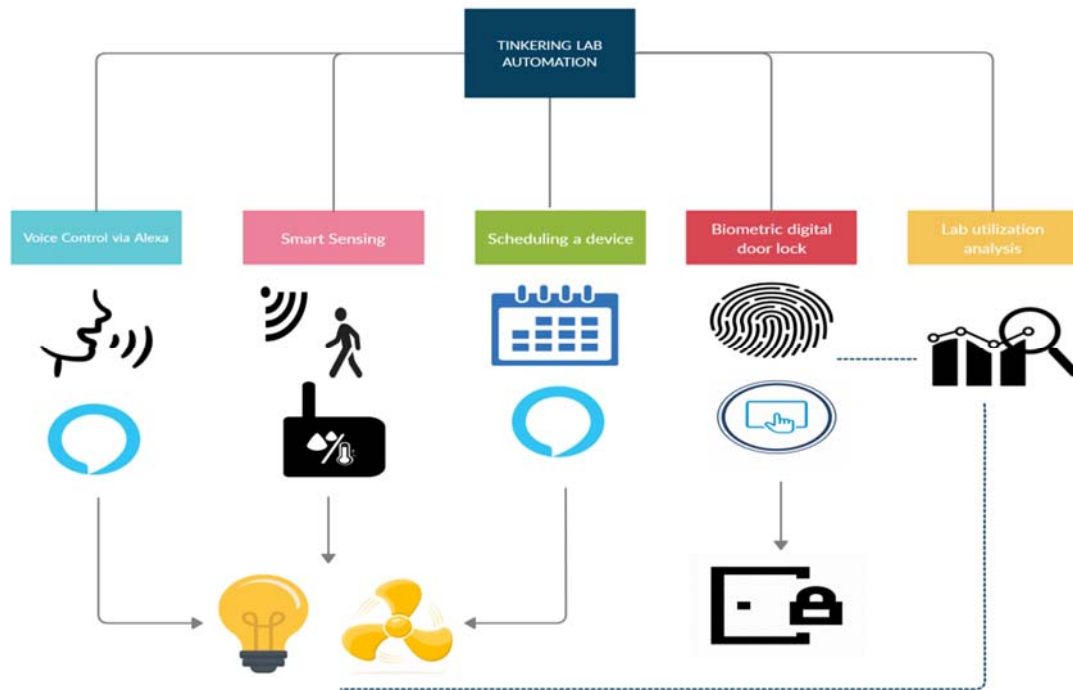 TINKERING LAB
AUTOMATION
Voice Control via Alexa
Smart Sensing
Scheduling a device
Biometric digital
door lock
Lab utilization
analysis